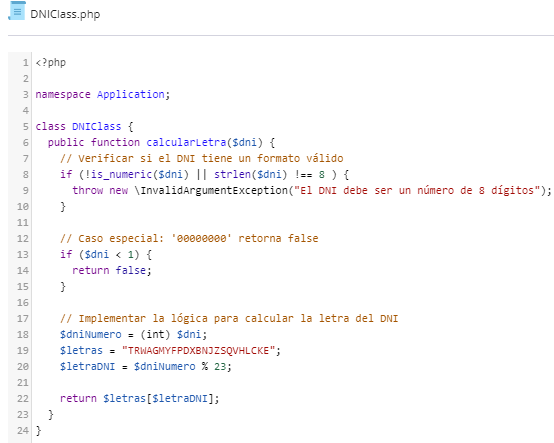 DNIClass.php
1 <?php
2
3 namespace Application;
4
5 class DNIClass {
6   public function calcularLetra($dni) {
7     // Verificar si el DNI tiene un formato válido
8     if (!is_numeric($dni) || strlen($dni) !== 8 ) {
9       throw new \InvalidArgumentException("El DNI debe ser un número de 8 dígitos");
10     }
11
12     // Caso especial: '00000000' retorna false
13     if ($dni < 1) {
14       return false;
15     }
16
17     // Implementar la lógica para calcular la letra del DNI
18     $dniNumero = (int) $dni;
19     $letras = "TRWAGMYFPDXBNJZSQVHLCKE";
20     $letraDNI = $dniNumero % 23;
21
22     return $letras[$letraDNI];
23   }
24 }